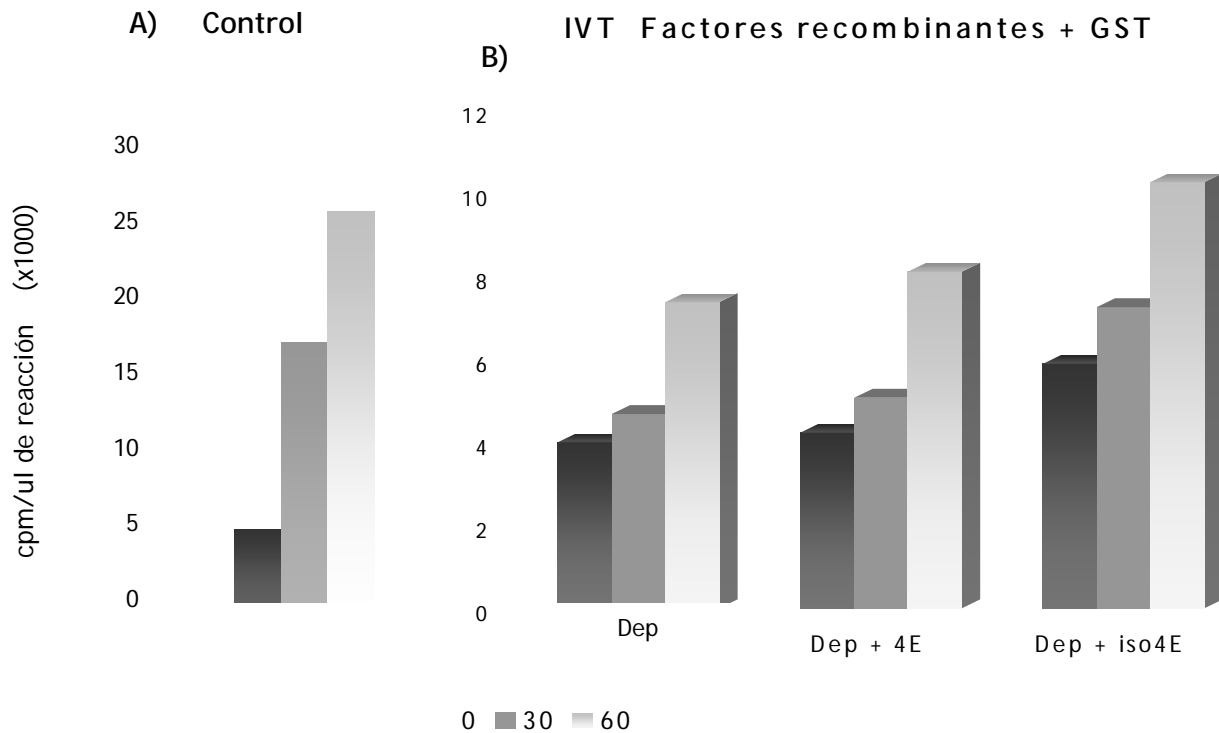 A) Control
IVT Factores recombinantes + GST
B)
cpm/ul de reacción (x1000)
30
25
20
15
10
5
0
12
10
8
6
4
2
0
Dep
Dep + 4E
Dep + iso4E
0 30 60